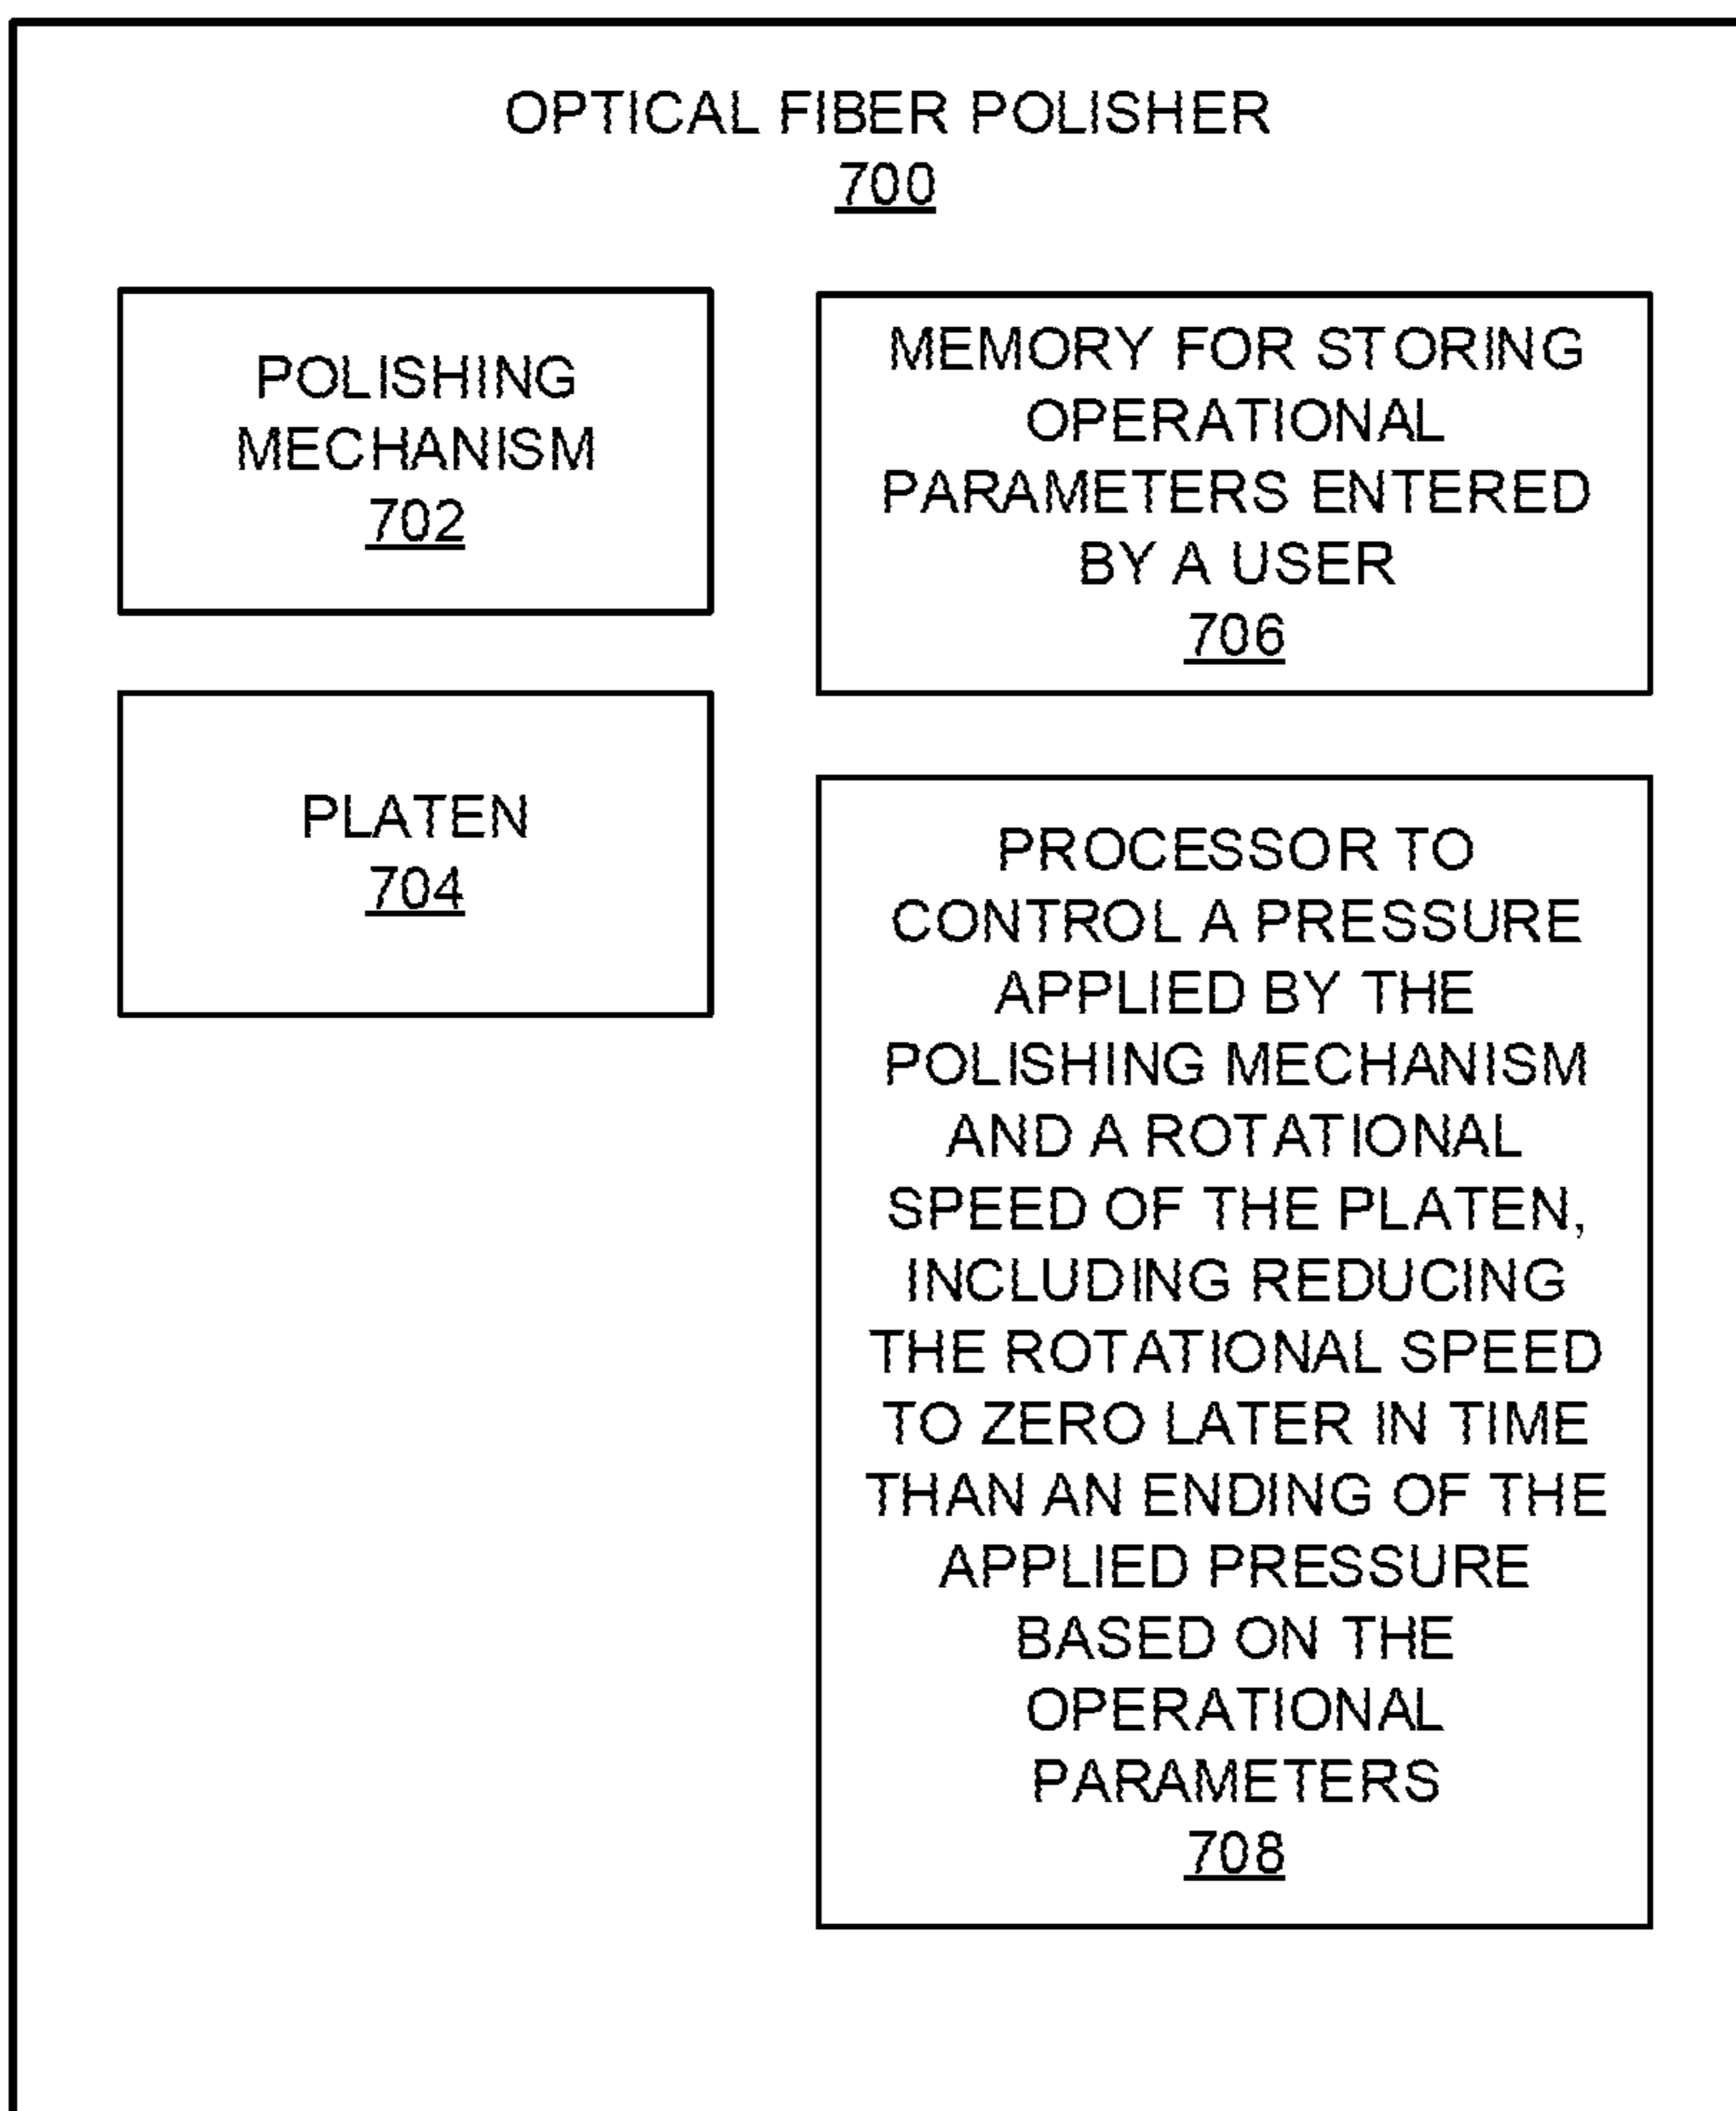 OPTICAL FIBER POLISHER
700
POLISHING
MECHANISM
702
PLATEN
704
MEMORY FOR STORING
OPERATIONAL
PARAMETERS ENTERED
BY A USER
706
PROCESSOR TO
CONTROL A PRESSURE
APPLIED BY THE
POLISHING MECHANISM
AND A ROTATIONAL
SPEED OF THE PLATEN,
INCLUDING REDUCING
THE ROTATIONAL SPEED
TO ZERO LATER IN TIME
THAN AN ENDING OF THE
APPLIED PRESSURE
BASED ON THE
OPERATIONAL
PARAMETERS
708